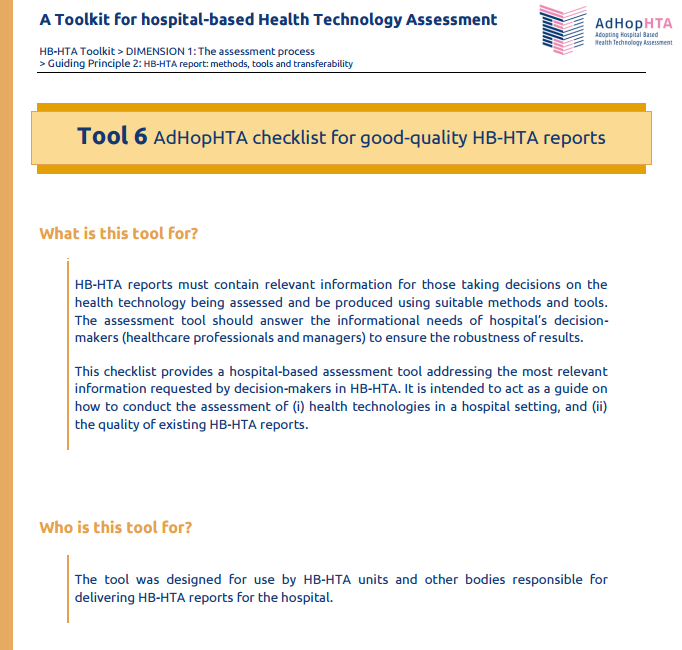 A Toolkit for hospital-based Health Technology Assessment
AdHopHTA
Adopting Hospital Based
Health Technology Assessment
HB-HTA Toolkit > DIMENSION 1: The assessment process
> Guiding Principle 2: HB-HTA report: methods, tools and transferability
Tool 6 AdHopHTA checklist for good-quality HB-HTA reports
What is this tool for?
HB-HTA reports must contain relevant information for those taking decisions on the
health technology being assessed and be produced using suitable methods and tools.
The assessment tool should answer the informational needs of hospital's decision-
makers (healthcare professionals and managers) to ensure the robustness of results.
This checklist provides a hospital-based assessment tool addressing the most relevant
information requested by decision-makers in HB-HTA. It is intended to act as a guide on
how to conduct the assessment of (i) health technologies in a hospital setting, and (ii)
the quality of existing HB-HTA reports.
Who is this tool for?
The tool was designed for use by HB-HTA units and other bodies responsible for
delivering HB-HTA reports for the hospital.